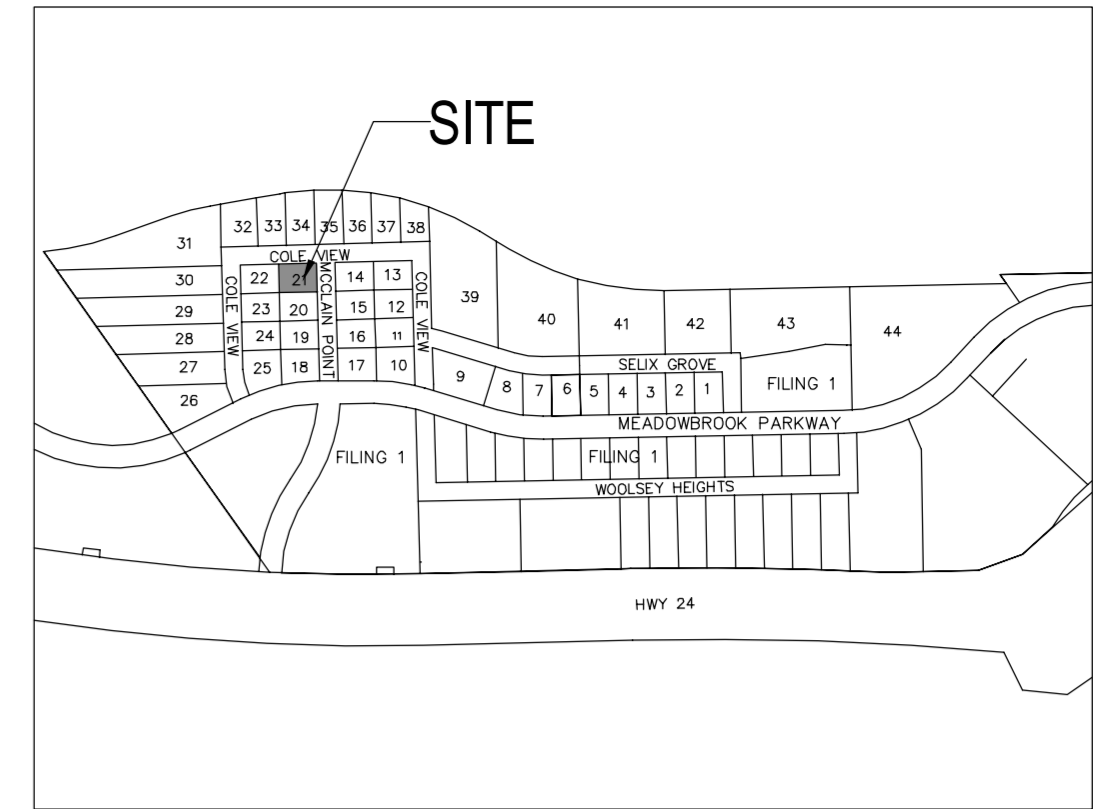 SITE
32 33 34 35 36 37 38
31
COLE VIEW
30 22 21 14 13
COLE VIEW
MCCLAIN POINT
COLE VIEW
29 23 20 15 12
28 24 19 16 11
27 25 18 17 10
26
39
40 41 42 43 44
SELIX GROVE
9 8 7 6 5 4 3 2 1
FILING 1
MEADOWBROOK PARKWAY
FILING 1
FILING 1
WOOLSEY HEIGHTS
HWY 24